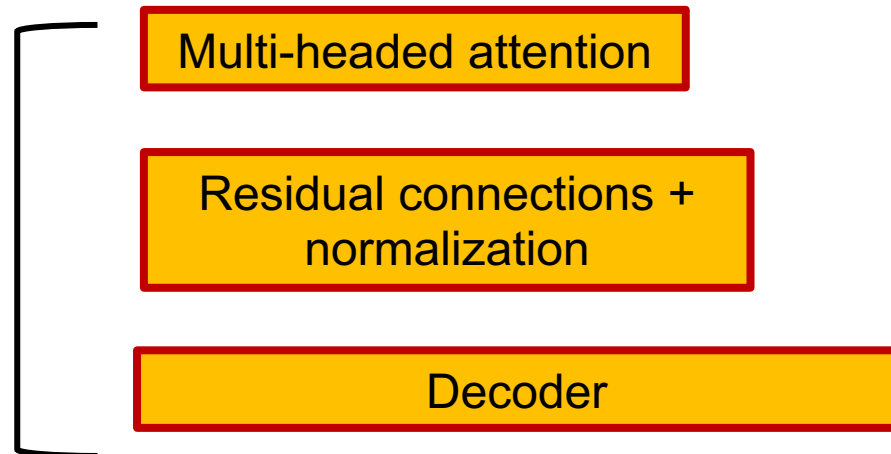 Multi-headed attention
Residual connections +
normalization
Decoder